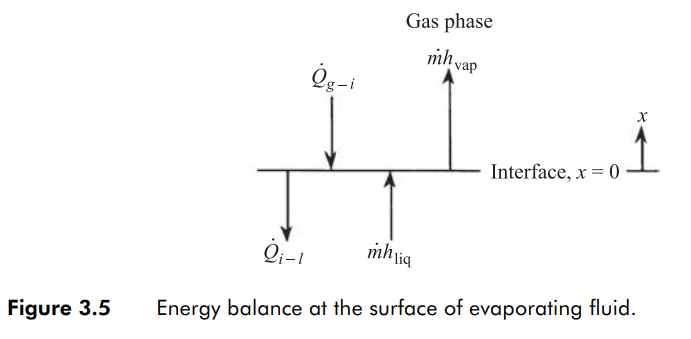 Gas phase
ṁh_vap
Q̇_g–i
x
Interface, x = 0
Q̇_i–l
ṁh_liq
Figure 3.5 Energy balance at the surface of evaporating fluid.